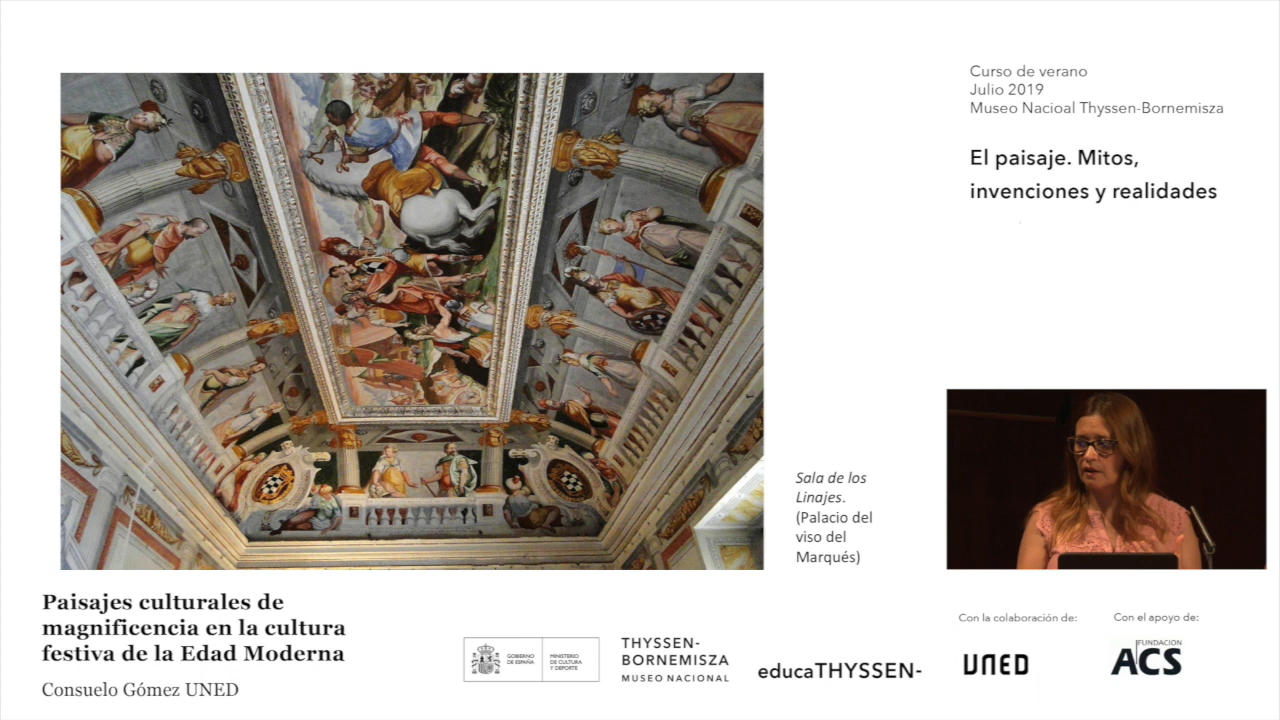 Curso de verano
Julio 2019
Museo Nacioal Thyssen-Bornemisza
El paisaje. Mitos,
invenciones y realidades
Sala de los
Linajes.
(Palacio del
viso del
Marqués)
Paisajes culturales de
magnificencia en la cultura
festiva de la Edad Moderna
Consuelo Gómez UNED
GOBIERNO
DE ESPAÑA
MINISTERIO
DE CULTURA
Y DEPORTE
THYSSEN-
BORNEMISZA
MUSEO NACIONAL
educaTHYSSEN-
Con la colaboración de:
UNED
Con el apoyo de:
FUNDACION
ACS